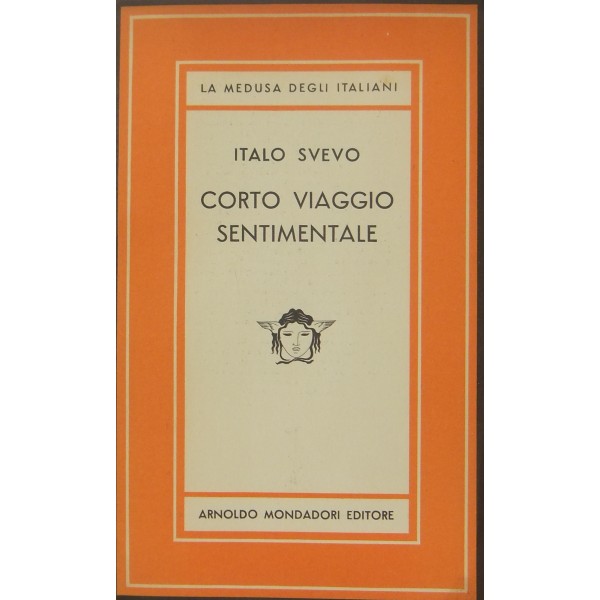 LA MEDUSA DEGLI ITALIANI
ITALO SVEVO
CORTO VIAGGIO
SENTIMENTALE
ARNOLDO MONDADORI EDITORE